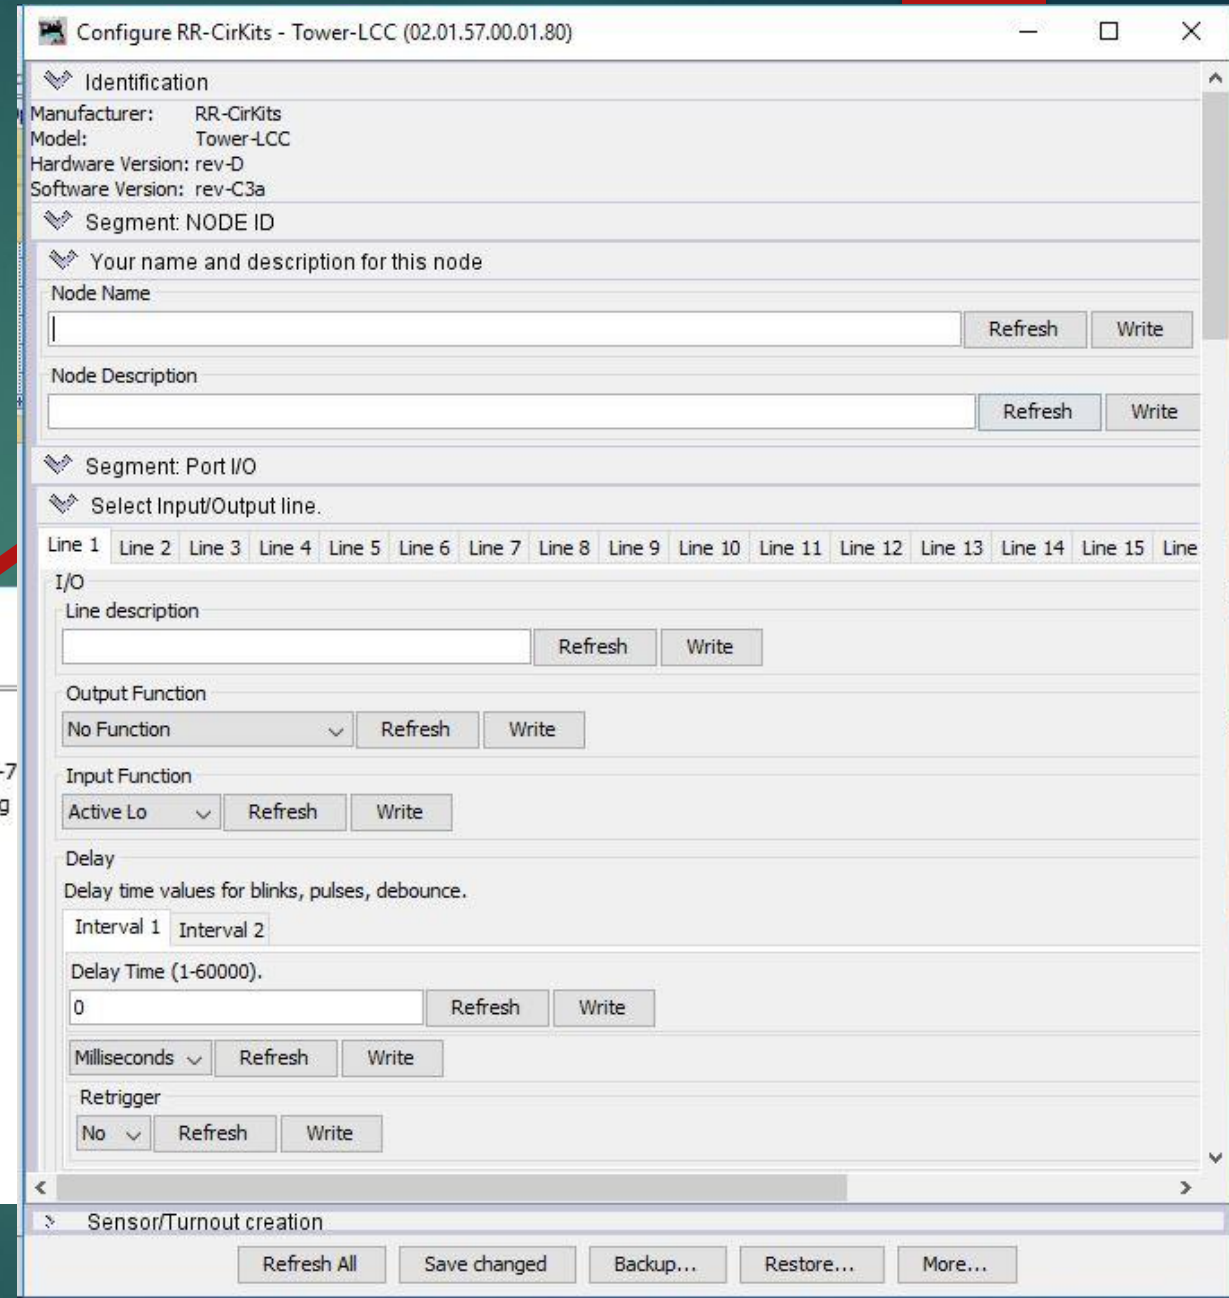 Configure RR-CirKits - Tower-LCC (02.01.57.00.01.80)
Identification
Manufacturer: RR-CirKits
Model: Tower-LCC
Hardware Version: rev-D
Software Version: rev-C3a
Segment: NODE ID
Your name and description for this node
Node Name
Refresh Write
Node Description
Refresh Write
Segment: Port I/O
Select Input/Output line.
Line 1 Line 2 Line 3 Line 4 Line 5 Line 6 Line 7 Line 8 Line 9 Line 10 Line 11 Line 12 Line 13 Line 14 Line 15 Line
I/O
Line description
Refresh Write
Output Function
No Function Refresh Write
-7
Input Function
g
Active Lo Refresh Write
Delay
Delay time values for blinks, pulses, debounce.
Interval 1 Interval 2
Delay Time (1-60000).
0 Refresh Write
Milliseconds Refresh Write
Retrigger
No Refresh Write
Sensor/Turnout creation
Refresh All Save changed Backup... Restore... More...